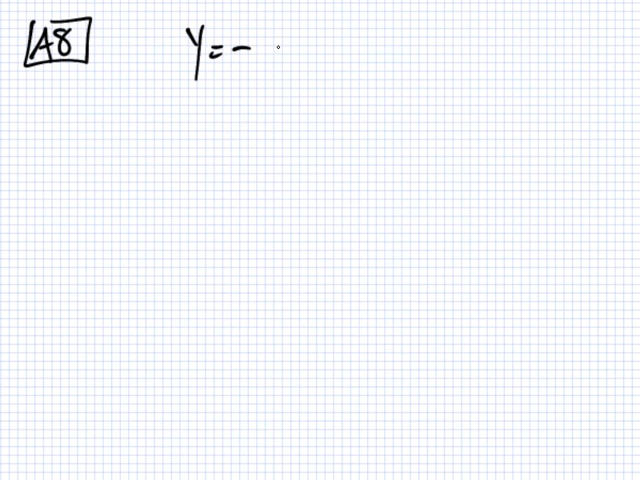 A8 y = -